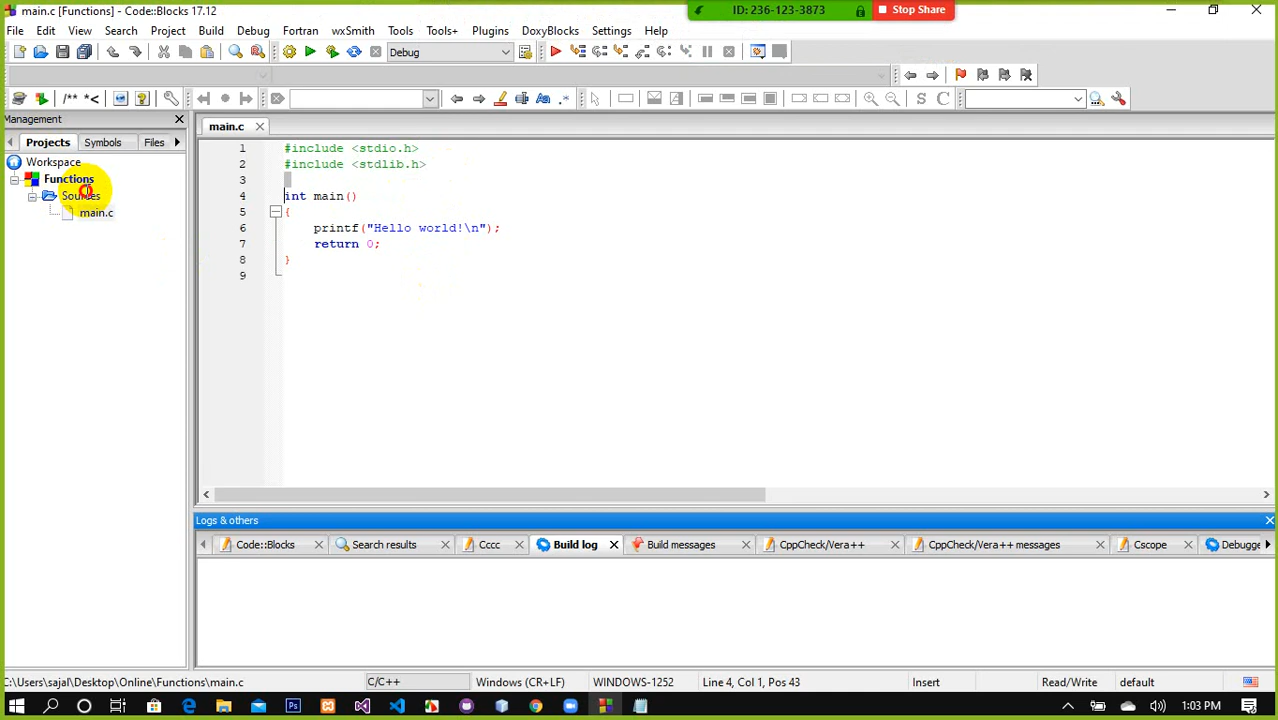 main.c [Functions] - Code::Blocks 17.12
ID: 236-123-3873
Stop Share
File Edit View Search Project Build Debug Fortran wxSmith Tools Tools+ Plugins DoxyBlocks Settings Help
Debug
/** *<
S C
Management
Projects Symbols Files
main.c
Workspace
Functions
Sources
main.c
1 #include <stdio.h>
2 #include <stdlib.h>
3
4 int main()
5 {
6 printf("Hello world!\n");
7 return 0;
8 }
9
Logs & others
Code::Blocks Search results Cccc Build log Build messages CppCheck/Vera++ CppCheck/Vera++ messages Cscope Debugge
C:\Users\sajal\Desktop\Online\Functions\main.c C/C++ Windows (CR+LF) WINDOWS-1252 Line 4, Col 1, Pos 43 Insert Read/Write default
1:03 PM